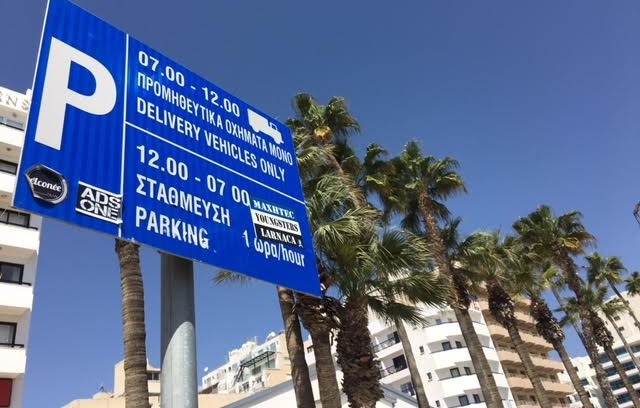 P
07.00 - 12.00
ΠΡΟΜΗΘΕΥΤΙΚΑ ΟΧΗΜΑΤΑ ΜΟΝΟ
DELIVERY VEHICLES ONLY
12.00 - 07 00
ΣΤΑΘΜΕΥΣΗ
PARKING
1 ώρα/hour
ΜΑΧΗΤΕΣ
YOUNGSTERS
LARNACA
Aconée
ADS
ONE